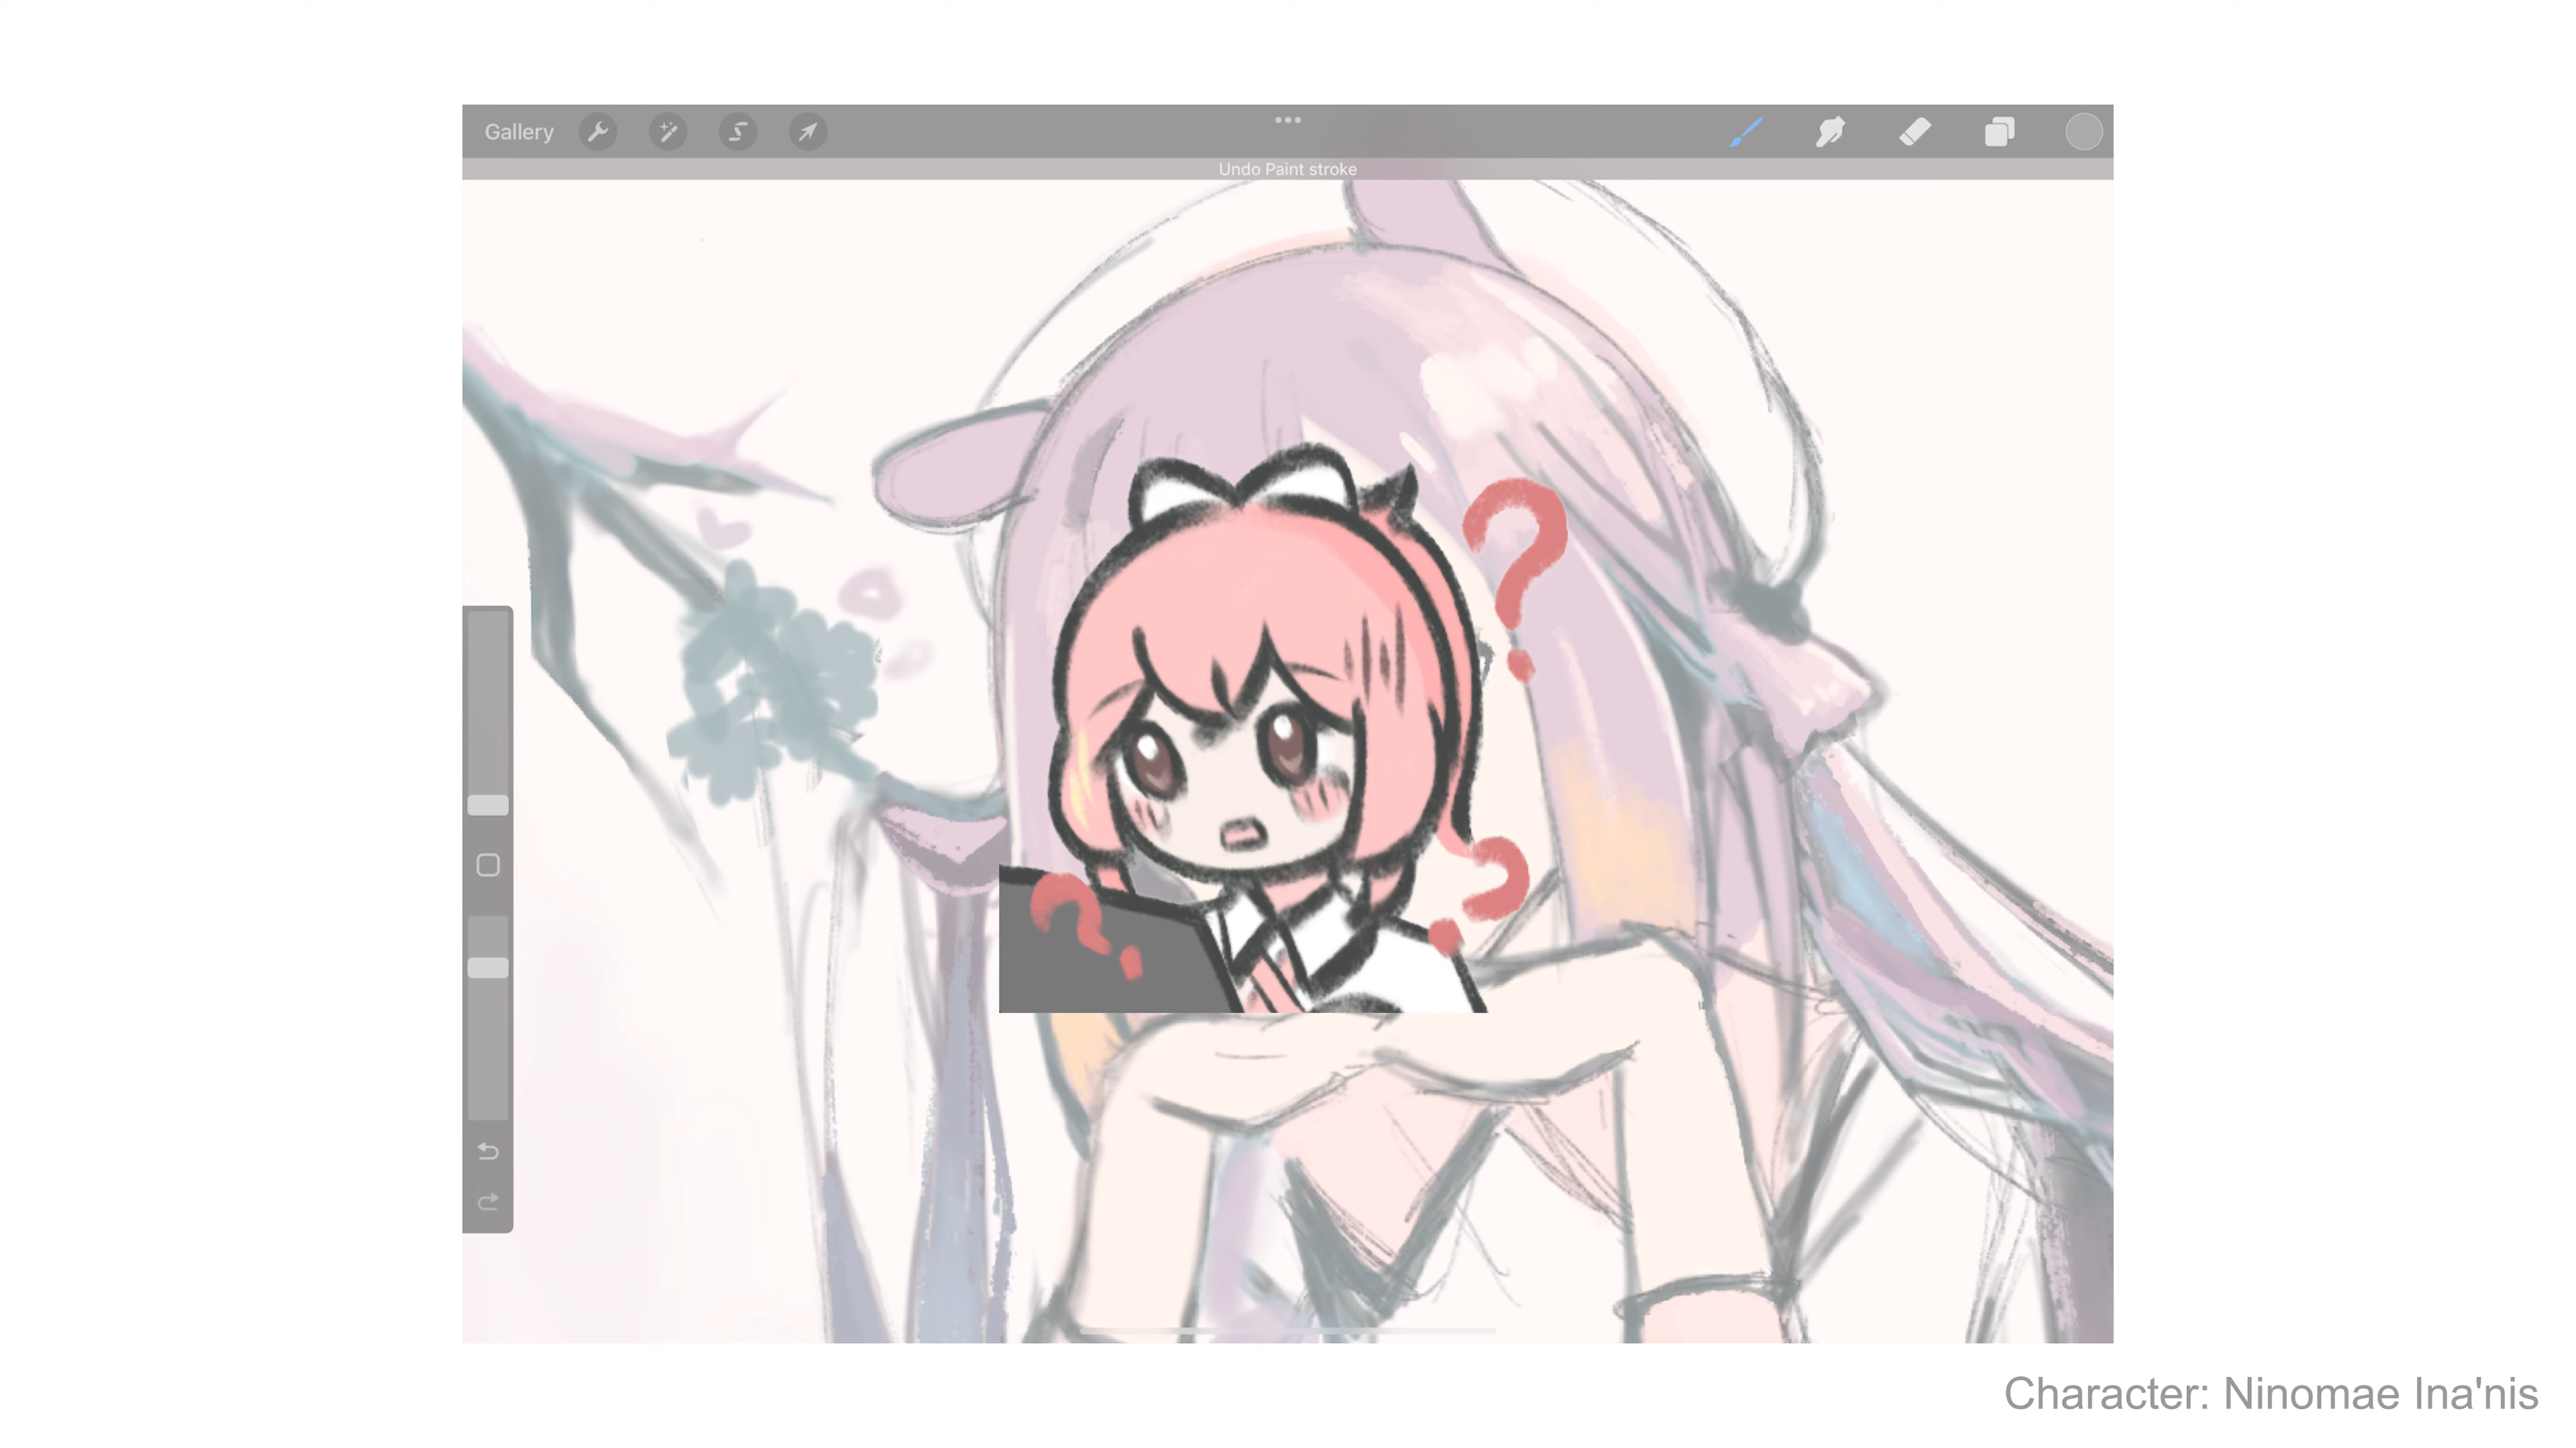 Gallery
Undo Paint stroke
?
?
?
Character: Ninomae Ina'nis